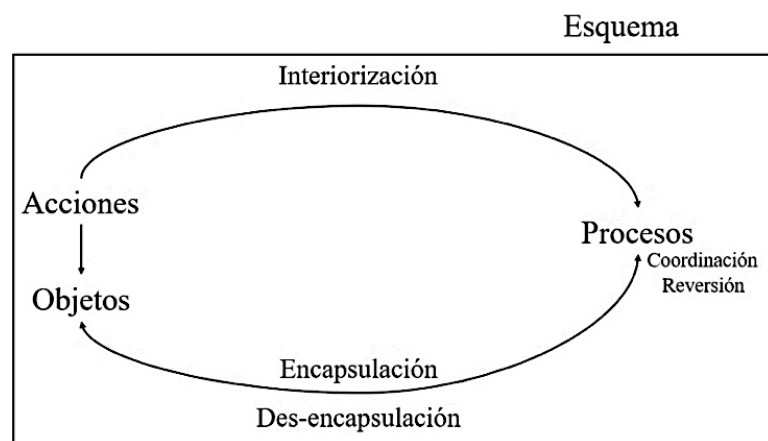 Esquema
Interiorización
Acciones
Procesos
Coordinación
Reversión
Objetos
Encapsulación
Des-encapsulación